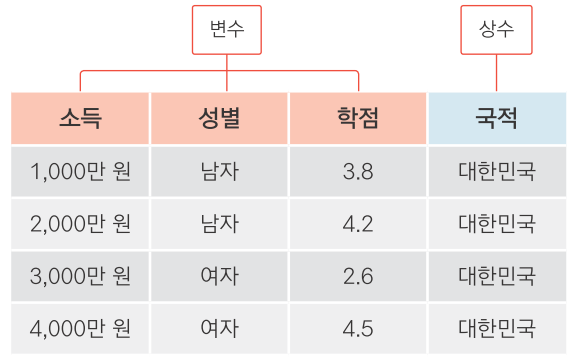 변수 상수
소득 성별 학점 국적
1,000만 원 남자 3.8 대한민국
2,000만 원 남자 4.2 대한민국
3,000만 원 여자 2.6 대한민국
4,000만 원 여자 4.5 대한민국